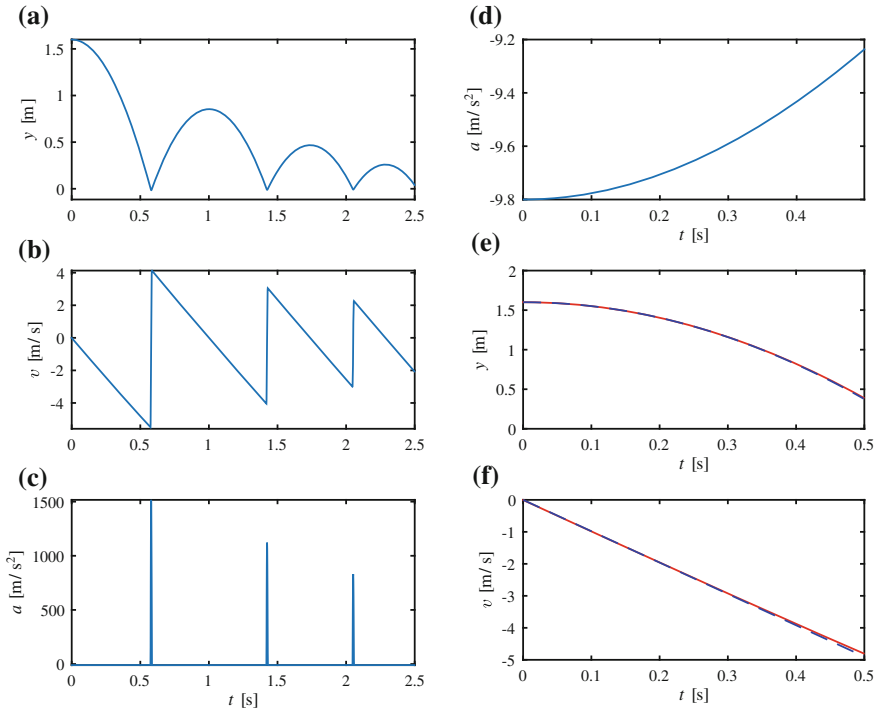 (a)
1.5
1
0.5
0
y [m]
0 0.5 1 1.5 2 2.5
(b)
4
2
0
-2
-4
v [m/ s]
0 0.5 1 1.5 2 2.5
(c)
1500
1000
500
0
a [m/ s²]
0 0.5 1 1.5 2 2.5
t [s]
(d)
-9.2
-9.4
-9.6
-9.8
a [m/ s²]
0 0.1 0.2 0.3 0.4
t [s]
(e)
2
1.5
1
0.5
0
y [m]
0 0.1 0.2 0.3 0.4 0.5
t [s]
(f)
0
-1
-2
-3
-4
-5
v [m/ s]
0 0.1 0.2 0.3 0.4 0.5
t [s]